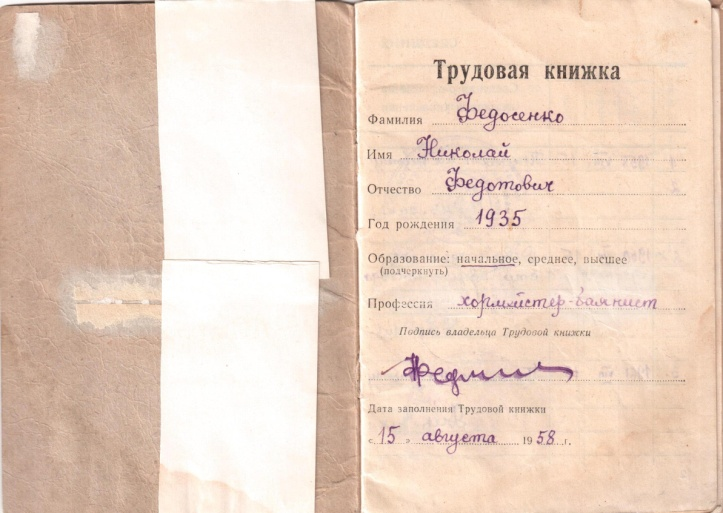 Трудовая книжка
Фамилия Федосенко
Имя Николай
Отчество Федотович
Год рождения 1935
Образование: начальное, среднее, высшее
(подчеркнуть)
Профессия хормейстер-баянист
Подпись владельца Трудовой книжки
Дата заполнения Трудовой книжки
«15» августа 1958 г.